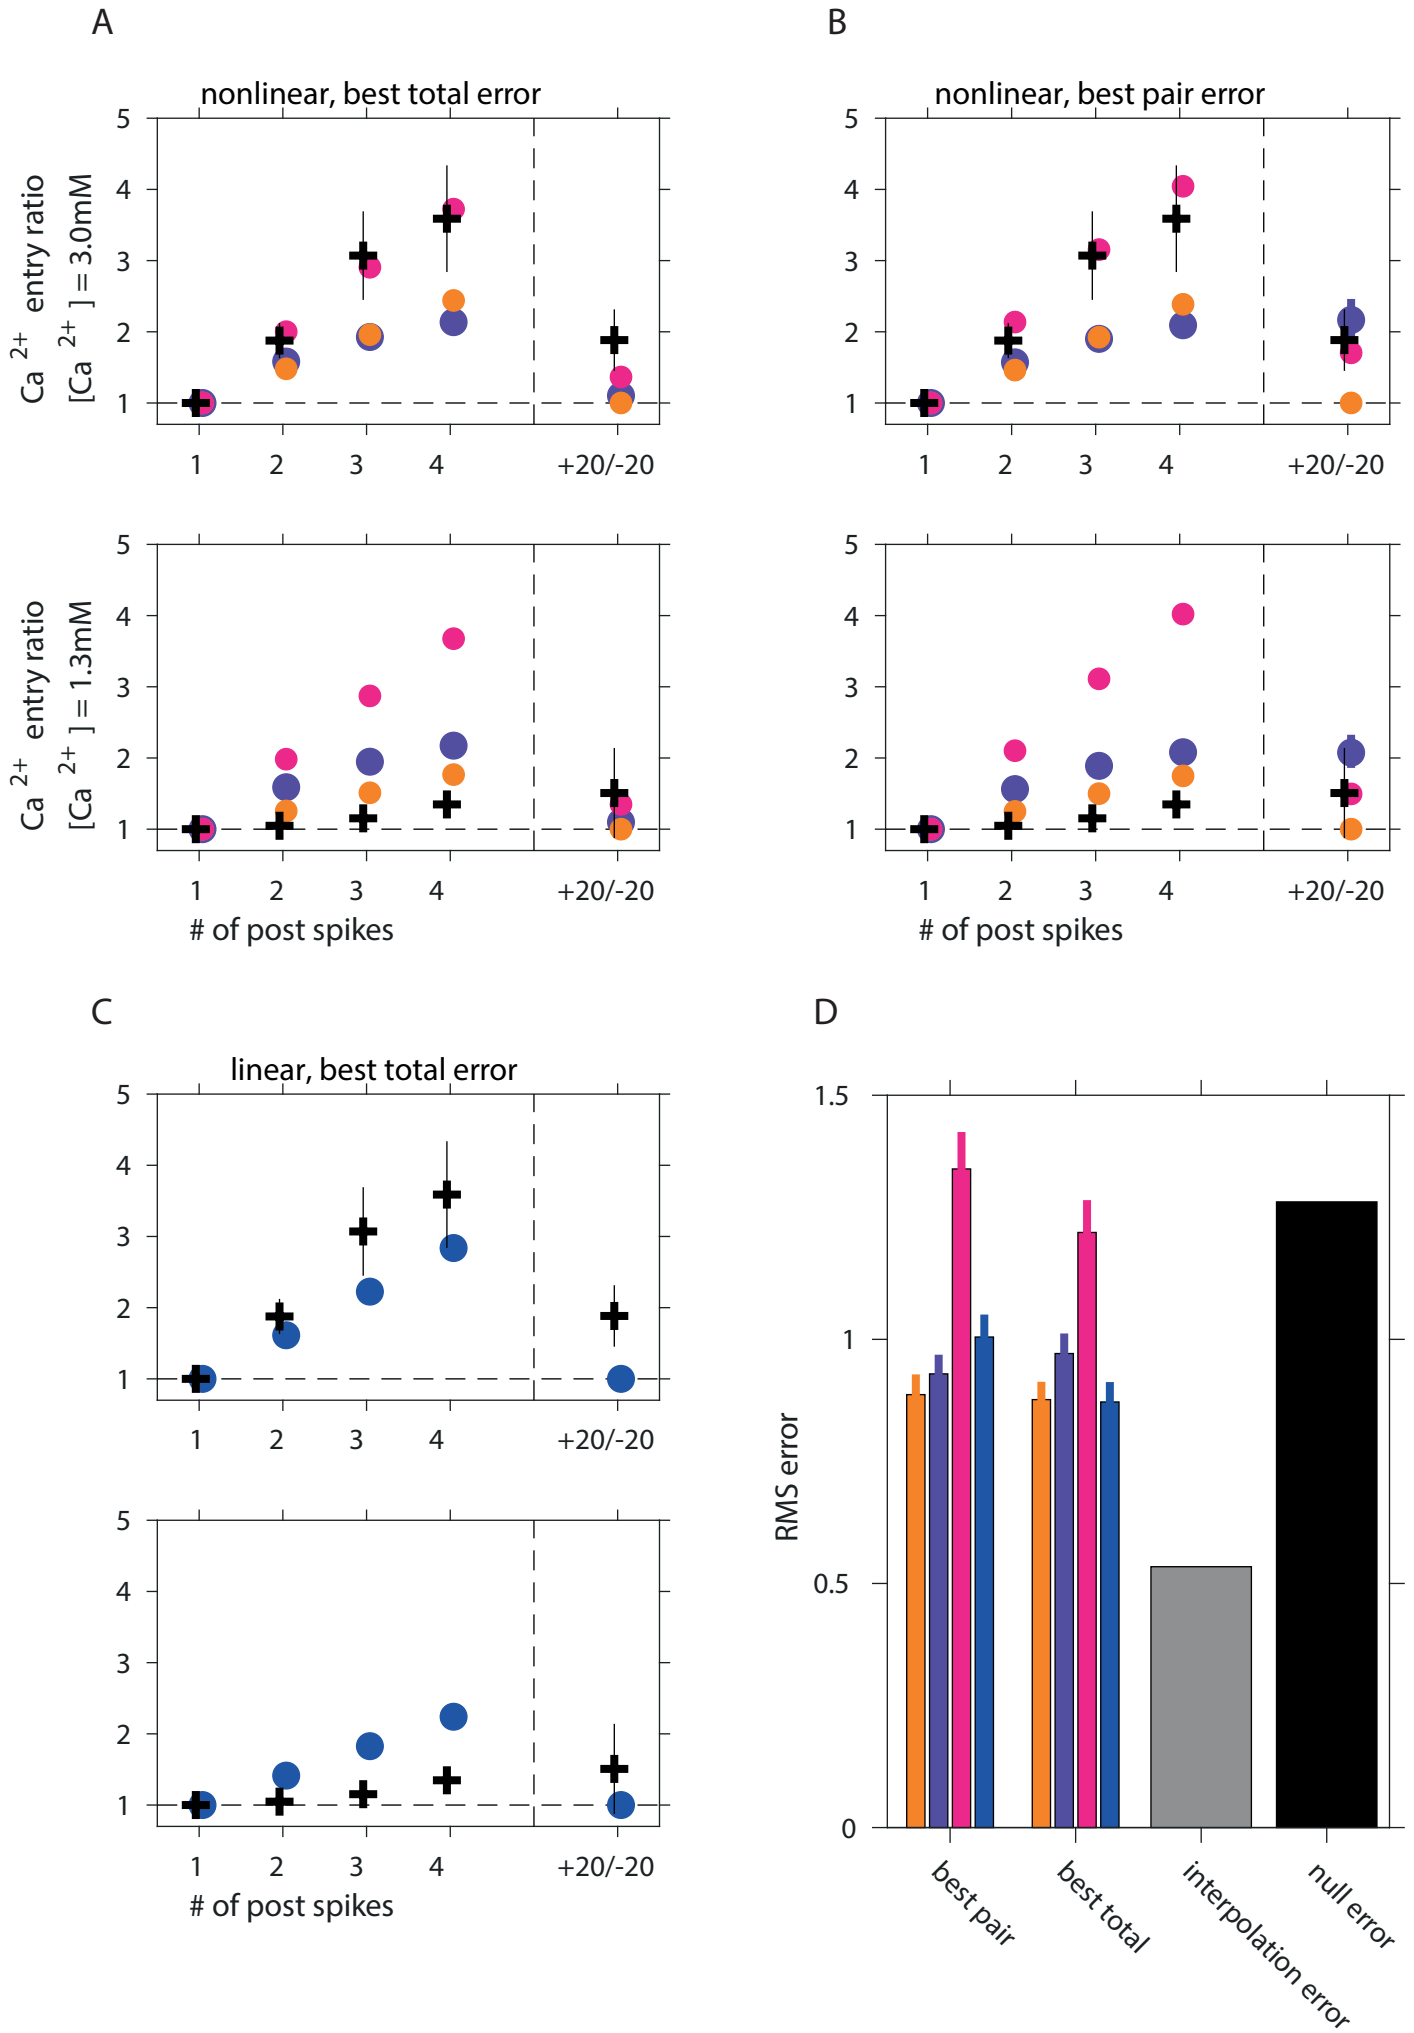 A
nonlinear, best total error
Ca 2+ entry ratio
[Ca 2+ ] = 3.0mM
5
4
3
2
1
1 2 3 4 +20/-20
Ca 2+ entry ratio
[Ca 2+ ] = 1.3mM
5
4
3
2
1
1 2 3 4 +20/-20
# of post spikes
B
nonlinear, best pair error
5
4
3
2
1
1 2 3 4 +20/-20
5
4
3
2
1
1 2 3 4 +20/-20
# of post spikes
C
linear, best total error
5
4
3
2
1
1 2 3 4 +20/-20
5
4
3
2
1
1 2 3 4 +20/-20
# of post spikes
D
RMS error
1.5
1
0.5
0
best pair
best total
interpolation error
null error